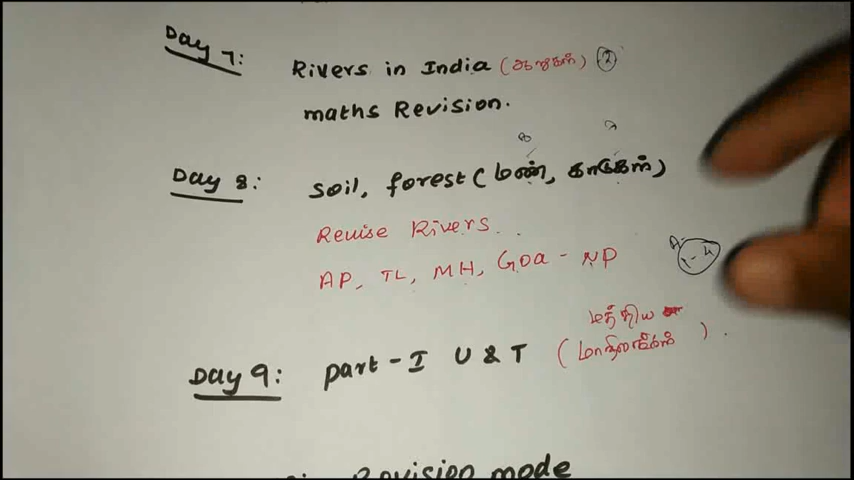 Day 7: Rivers in India (ஆறுகள்) 2
maths Revision.
Day 8: Soil, forest (மண், காடுகள்)
Revise Rivers.
AP, TL, MH, Goa - NP
Day 9: part - I U & T (மத்திய மாநிலங்கள்).
Revision mode